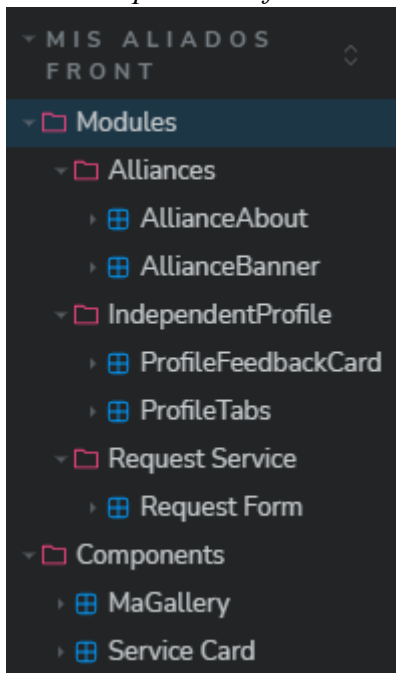 MIS ALIADOS
FRONT
Modules
Alliances
AllianceAbout
AllianceBanner
IndependentProfile
ProfileFeedbackCard
ProfileTabs
Request Service
Request Form
Components
MaGallery
Service Card